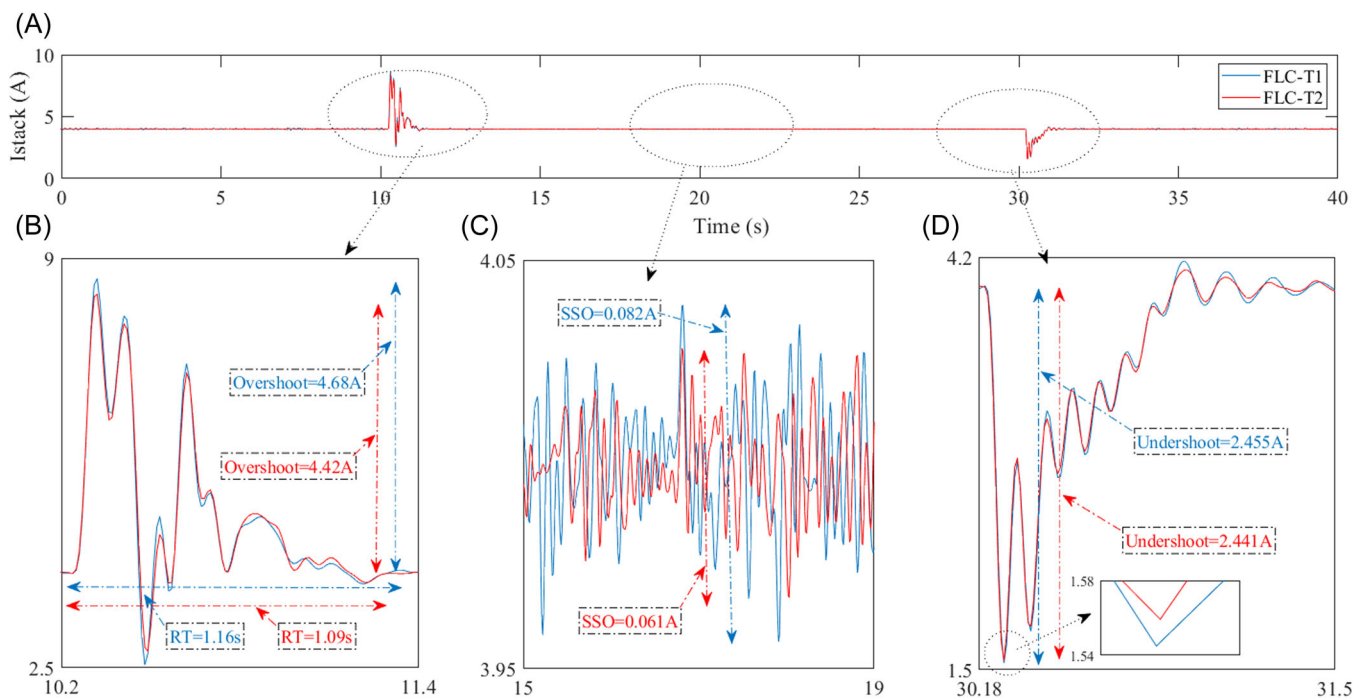 (A)
10
5
0
Istack (A)
FLC-T1
FLC-T2
0 5 10 15 20 25 30 35 40
Time (s)
(B)
9
2.5
Overshoot=4.68A
Overshoot=4.42A
RT=1.16s
RT=1.09s
10.2 11.4
(C)
4.05
3.95
SSO=0.082A
SSO=0.061A
15 19
(D)
4.2
1.5
Undershoot=2.455A
Undershoot=2.441A
1.58
1.54
30.18 31.5